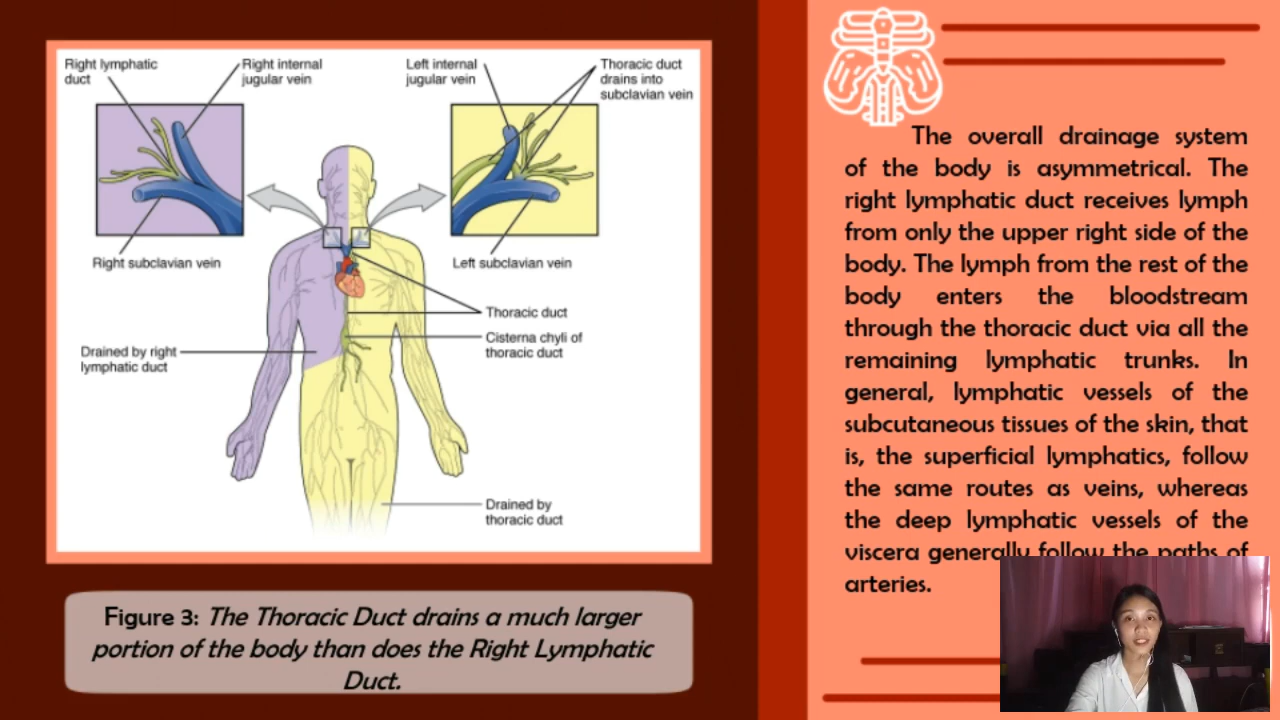 Right lymphatic
duct
Right internal
jugular vein
Left internal
jugular vein
Thoracic duct
drains into
subclavian vein
Right subclavian vein
Left subclavian vein
Thoracic duct
Cisterna chyli of
thoracic duct
Drained by right
lymphatic duct
Drained by
thoracic duct
Figure 3: The Thoracic Duct drains a much larger
portion of the body than does the Right Lymphatic
Duct.
The overall drainage system
of the body is asymmetrical. The
right lymphatic duct receives lymph
from only the upper right side of the
body. The lymph from the rest of the
body enters the bloodstream
through the thoracic duct via all the
remaining lymphatic trunks. In
general, lymphatic vessels of the
subcutaneous tissues of the skin, that
is, the superficial lymphatics, follow
the same routes as veins, whereas
the deep lymphatic vessels of the
viscera generally follow the paths of
arteries.